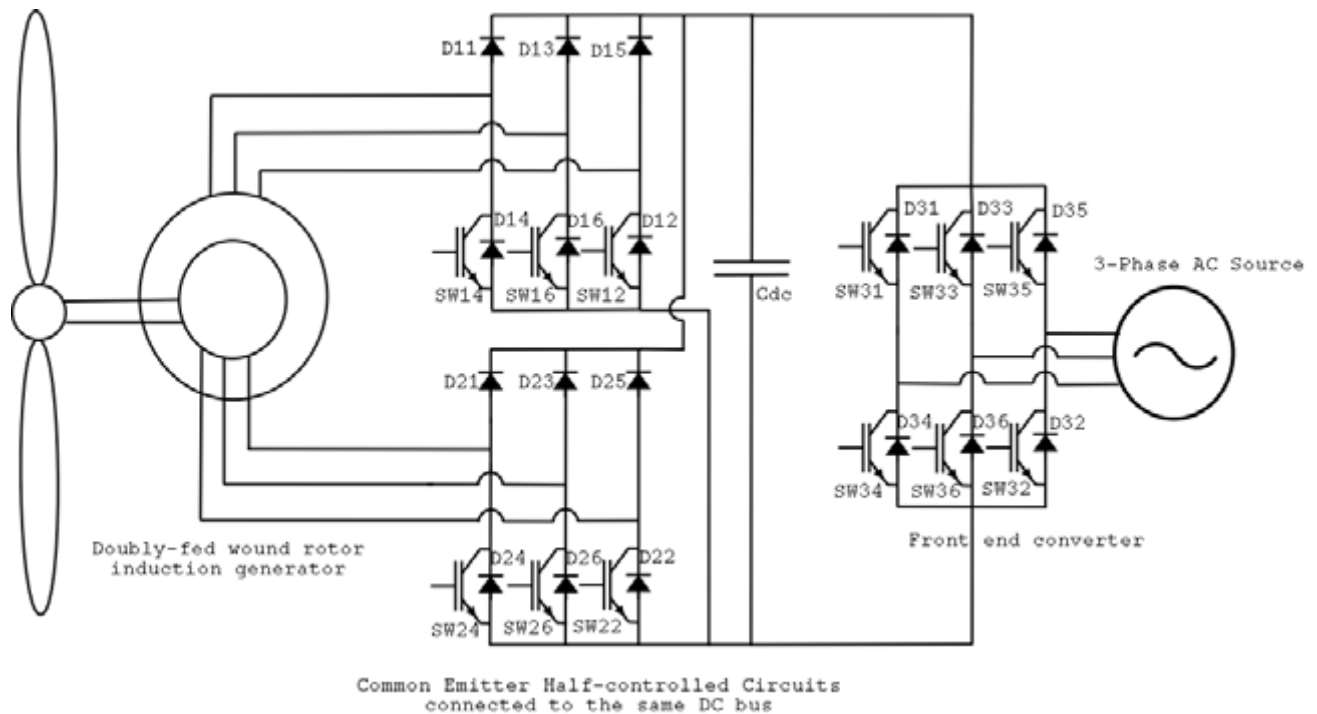 D11
D13
D15
D14
D16
D12
SW14
SW16
SW12
Cdc
D31
D33
D35
SW31
SW33
SW35
3-Phase AC Source
D21
D23
D25
D34
D36
D32
SW34
SW36
SW32
Front end converter
Doubly-fed wound rotor
induction generator
D24
D26
D22
SW24
SW26
SW22
Common Emitter Half-controlled Circuits
connected to the same DC bus